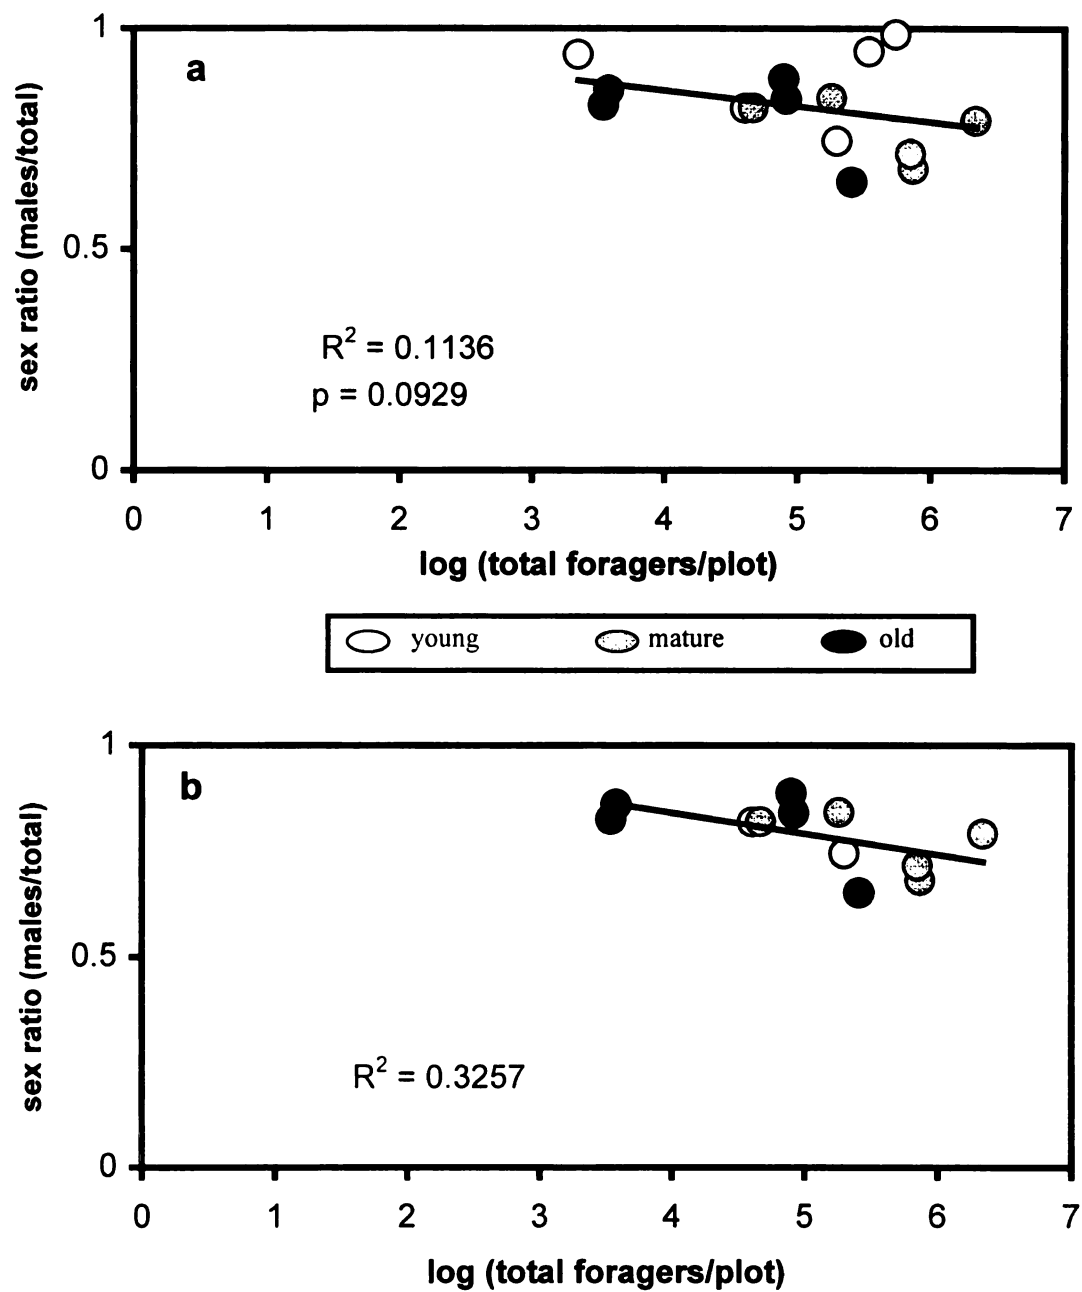 1
a
sex ratio (males/total)
0.5
R² = 0.1136
p = 0.0929
0
0 1 2 3 4 5 6 7
log (total foragers/plot)
young mature old
1
b
sex ratio (males/total)
0.5
R² = 0.3257
0
0 1 2 3 4 5 6 7
log (total foragers/plot)